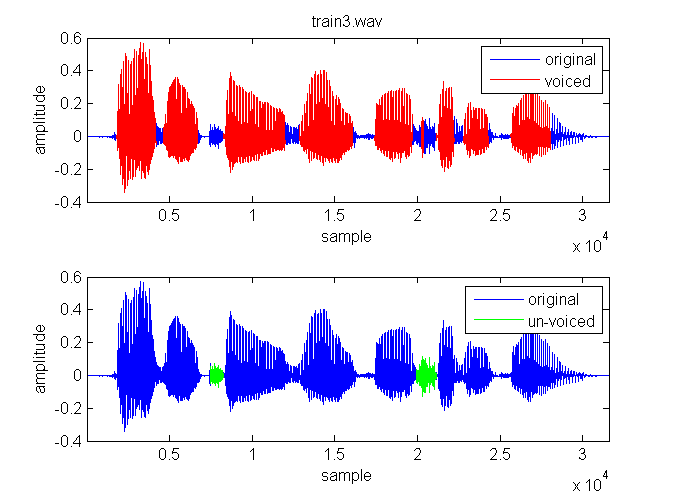 train3.wav
0.6
original
voiced
0.4
0.2
0
-0.2
-0.4
amplitude
0.5 1 1.5 2 2.5 3
sample
x 10^4
0.6
original
un-voiced
0.4
0.2
0
-0.2
-0.4
amplitude
0.5 1 1.5 2 2.5 3
sample
x 10^4